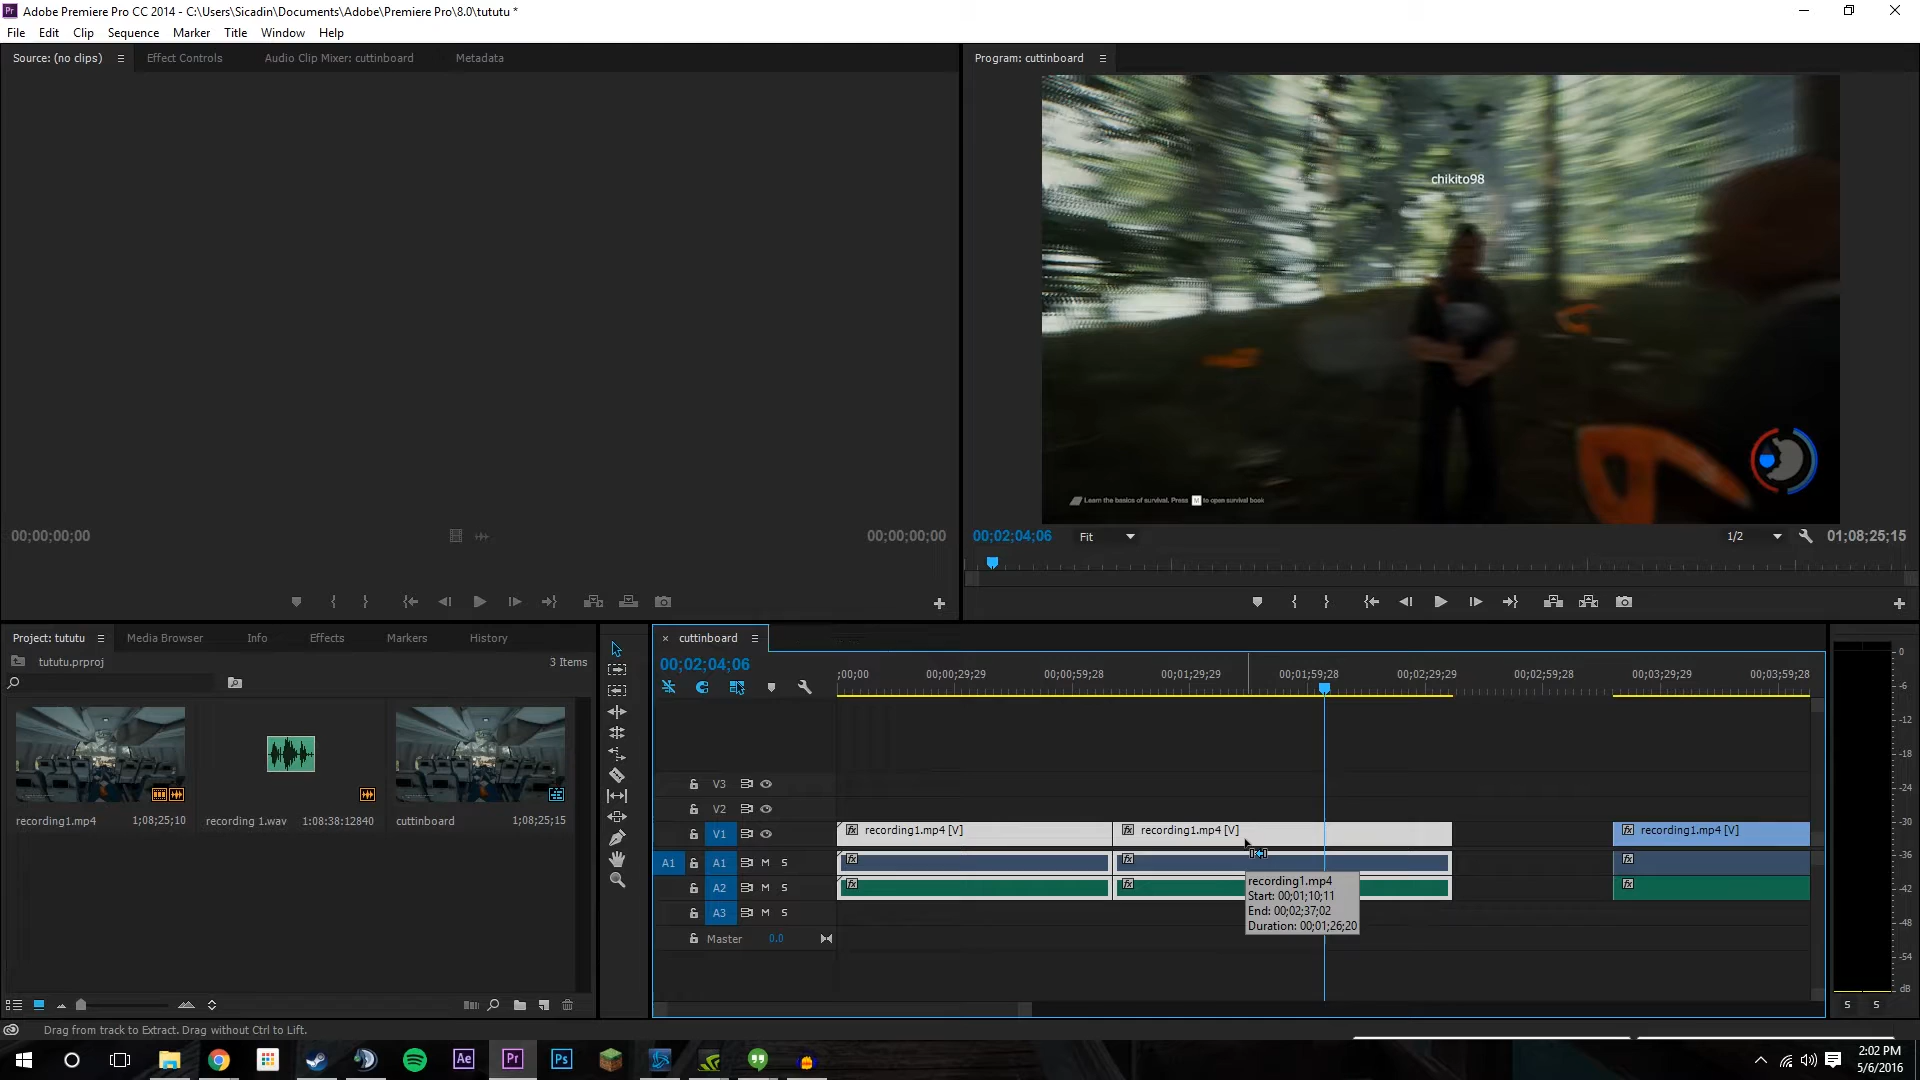 Adobe Premiere Pro CC 2014 - C:\Users\Sicadin\Documents\Adobe\Premiere Pro\8.0\tututu *
File Edit Clip Sequence Marker Title Window Help
Source: (no clips) Effect Controls Audio Clip Mixer: cuttinboard Metadata
Program: cuttinboard
chikito98
Learn the basics of survival. Press M to open survival book
00;00;00;00 00;00;00;00
00;02;04;06 Fit 1/2 01;08;25;15
Project: tututu Media Browser Info Effects Markers History
tututu.prproj 3 Items
recording1.mp4 1;08;25;10
recording 1.wav 1:08:38:12840
cuttinboard 1;08;25;15
cuttinboard
00;02;04;06
;00;00 00;00;29;29 00;00;59;28 00;01;29;29 00;01;59;28 00;02;29;29 00;02;59;28 00;03;29;29 00;03;59;28
V3
V2
V1 recording1.mp4 [V] recording1.mp4 [V] recording1.mp4 [V]
A1 A1 M S
A2 M S
A3 M S
Master 0.0
recording1.mp4
Start: 00;01;10;11
End: 00;02;37;02
Duration: 00;01;26;20
0
-6
-12
-18
-24
-30
-36
-42
-48
-54
dB
S S
Drag from track to Extract. Drag without Ctrl to Lift.
Ae Pr Ps
2:02 PM
5/6/2016